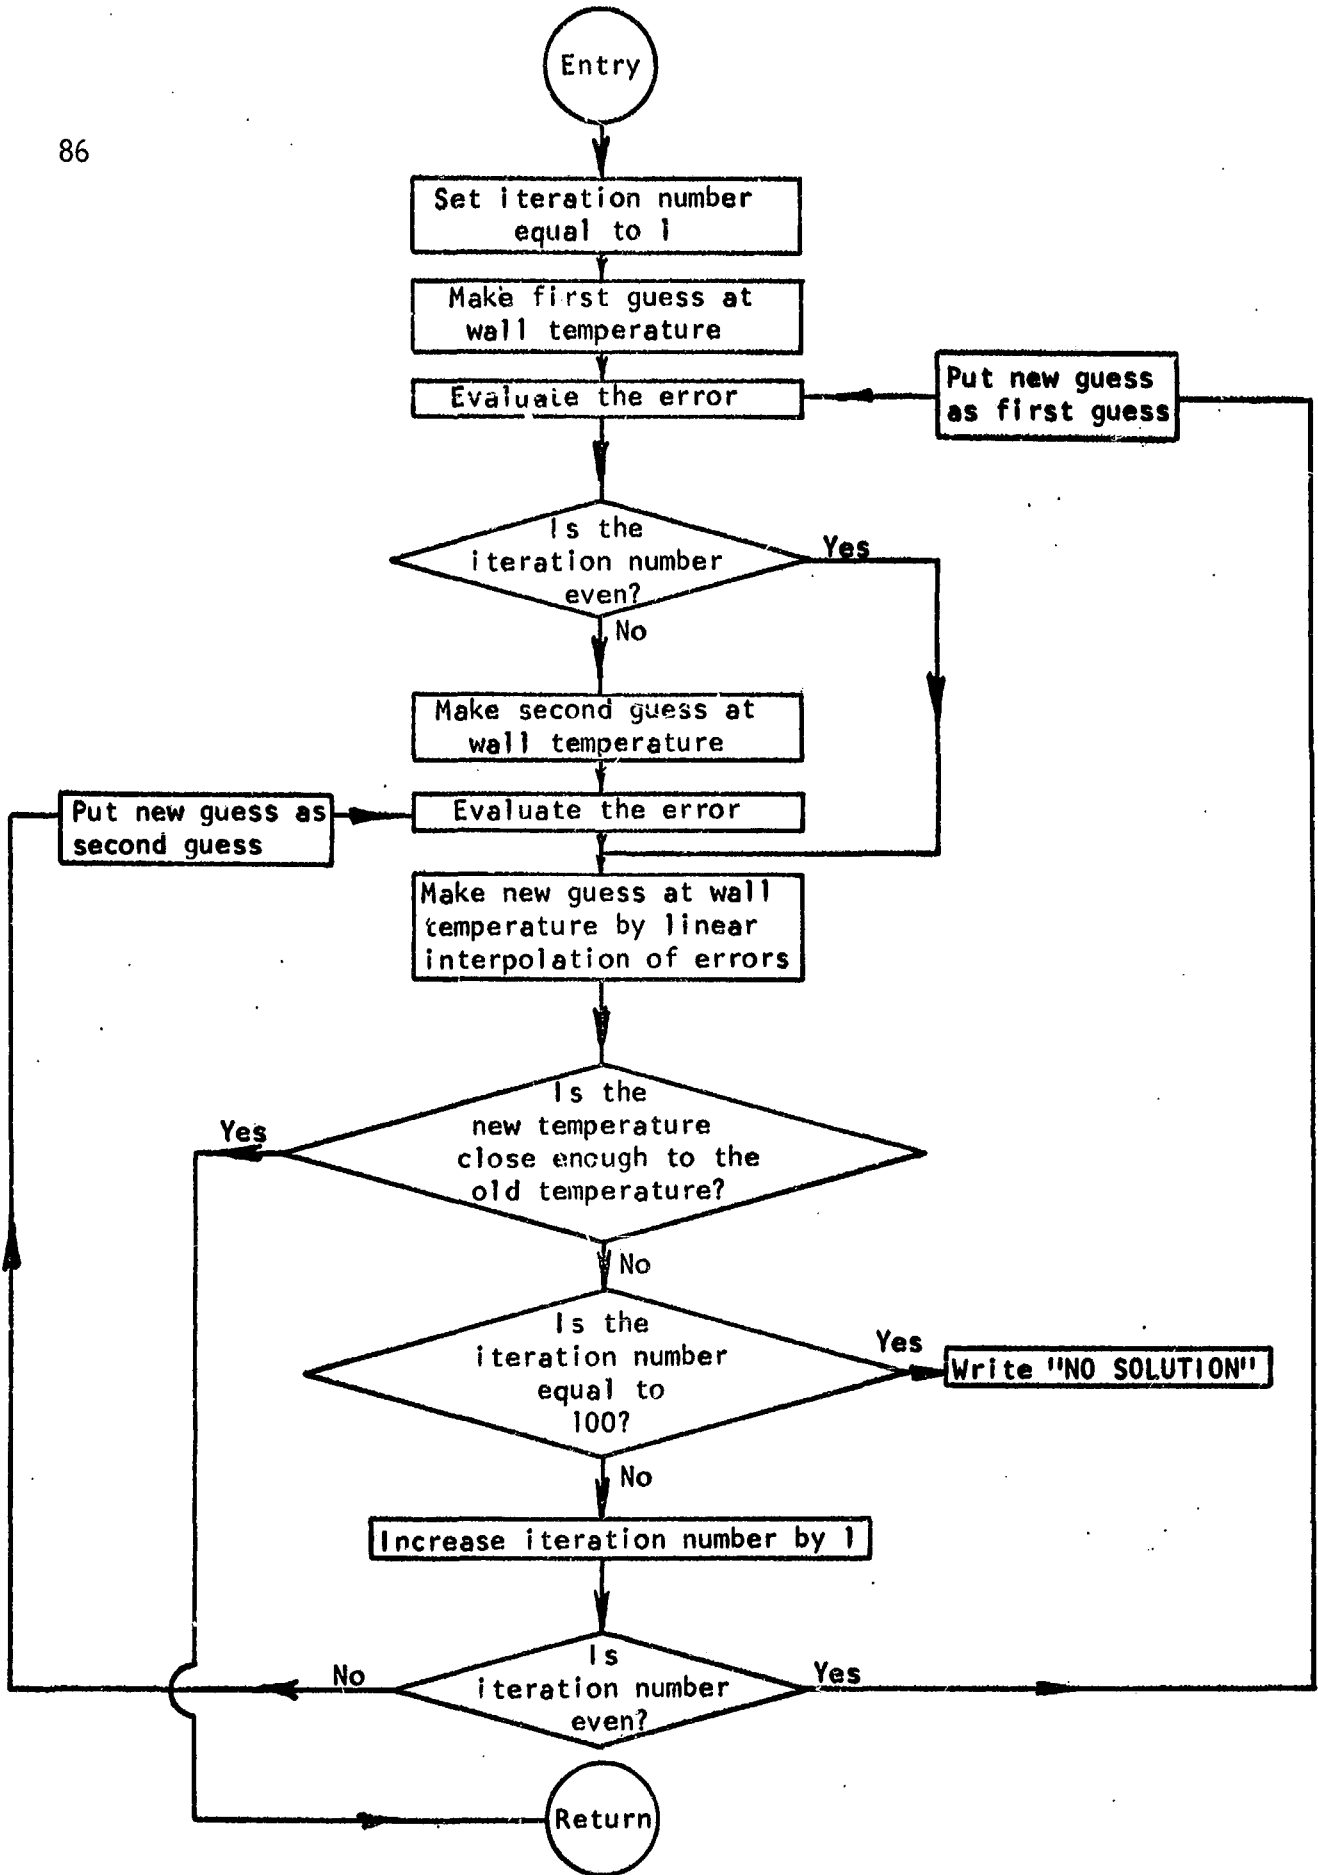 Entry
86
Set iteration number
equal to 1
Make first guess at
wall temperature
Evaluate the error
Put new guess
as first guess
Is the
iteration number
even?
Yes
No
Make second guess at
wall temperature
Put new guess as
second guess
Evaluate the error
Make new guess at wall
temperature by linear
interpolation of errors
Is the
new temperature
close enough to the
old temperature?
Yes
No
Is the
iteration number
equal to
100?
Yes
Write "NO SOLUTION"
No
Increase iteration number by 1
Is
iteration number
even?
No
Yes
Return